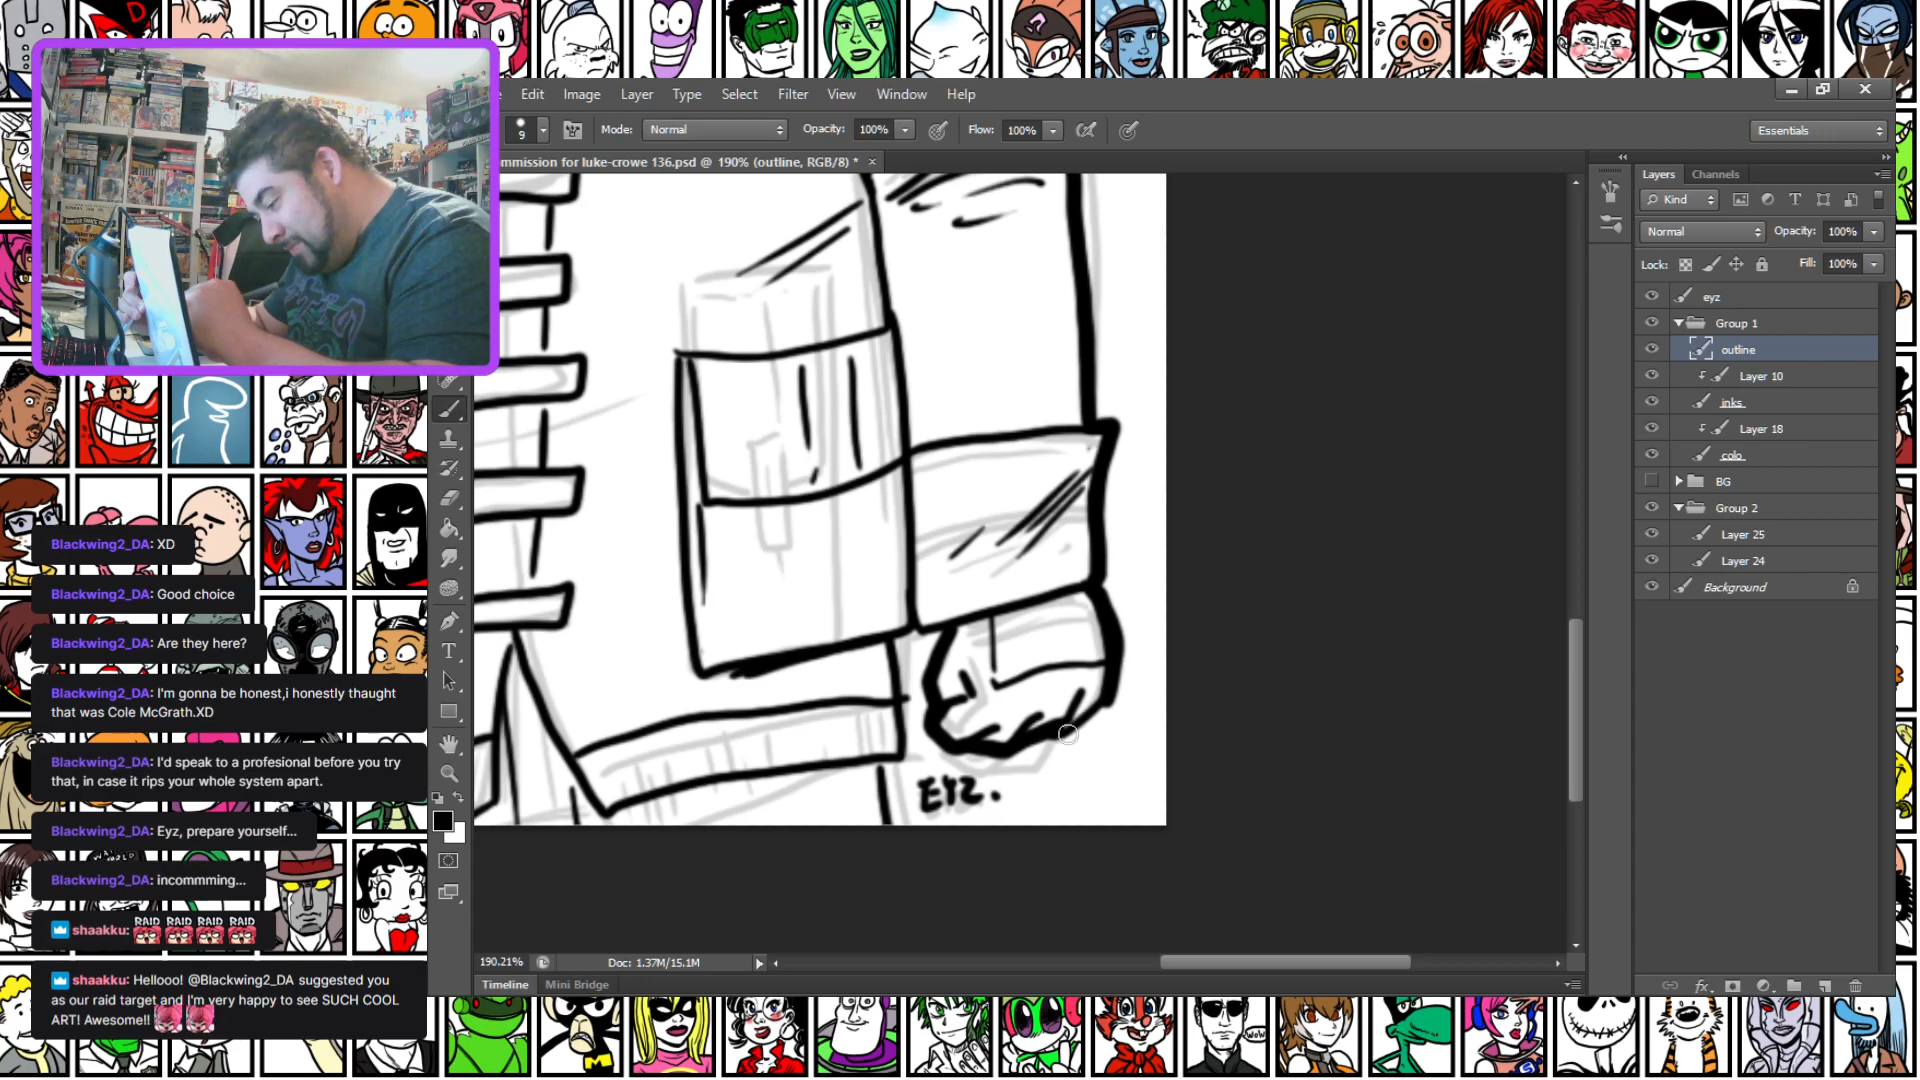 Edit Image Layer Type Select Filter View Window Help
9 Mode: Normal Opacity: 100% Flow: 100% Essentials
mmission for luke-crowe 136.psd @ 190% (outline, RGB/8) * ×
Layers Channels
Kind
Normal Opacity: 100%
Lock: Fill: 100%
eyz
Group 1
outline
Layer 10
inks
Layer 18
colo
BG
Group 2
Layer 25
Layer 24
Background
EYZ.
190.21% Doc: 1.37M/15.1M
Timeline Mini Bridge
Blackwing2_DA: XD
Blackwing2_DA: Good choice
Blackwing2_DA: Are they here?
Blackwing2_DA: I'm gonna be honest,i honestly thaught
that was Cole McGrath.XD
Blackwing2_DA: I'd speak to a profesional before you try
that, in case it rips your whole system apart.
Blackwing2_DA: Eyz, prepare yourself...
Blackwing2_DA: incommming...
shaakku: RAID RAID RAID RAID
shaakku: Hellooo! @Blackwing2_DA suggested you
as our raid target and I'm very happy to see SUCH COOL
ART! Awesome!!
WOW